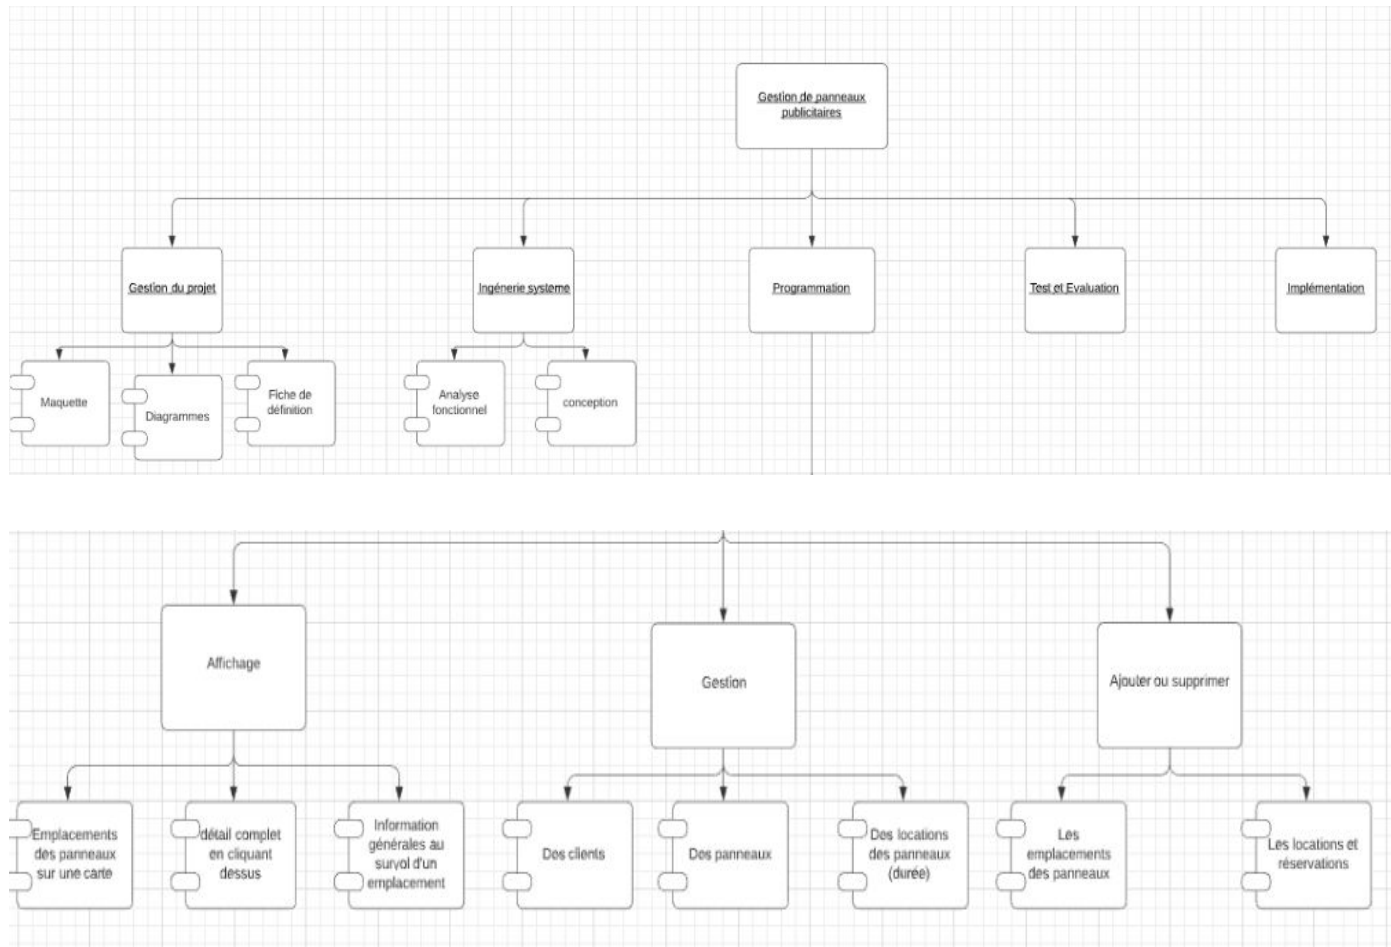 Gestion de panneaux
publicitaires
Gestion du projet
Ingénerie systeme
Programmation
Test et Evaluation
Implémentation
Maquette
Diagrammes
Fiche de
définition
Analyse
fonctionnel
conception
Affichage
Gestion
Ajouter ou supprimer
Emplacements
des panneaux
sur une carte
détail complet
en cliquant
dessus
Information
générales au
survol d'un
emplacement
Des clients
Des panneaux
Des locations
des panneaux
(durée)
Les
emplacements
des panneaux
Les locations et
réservations